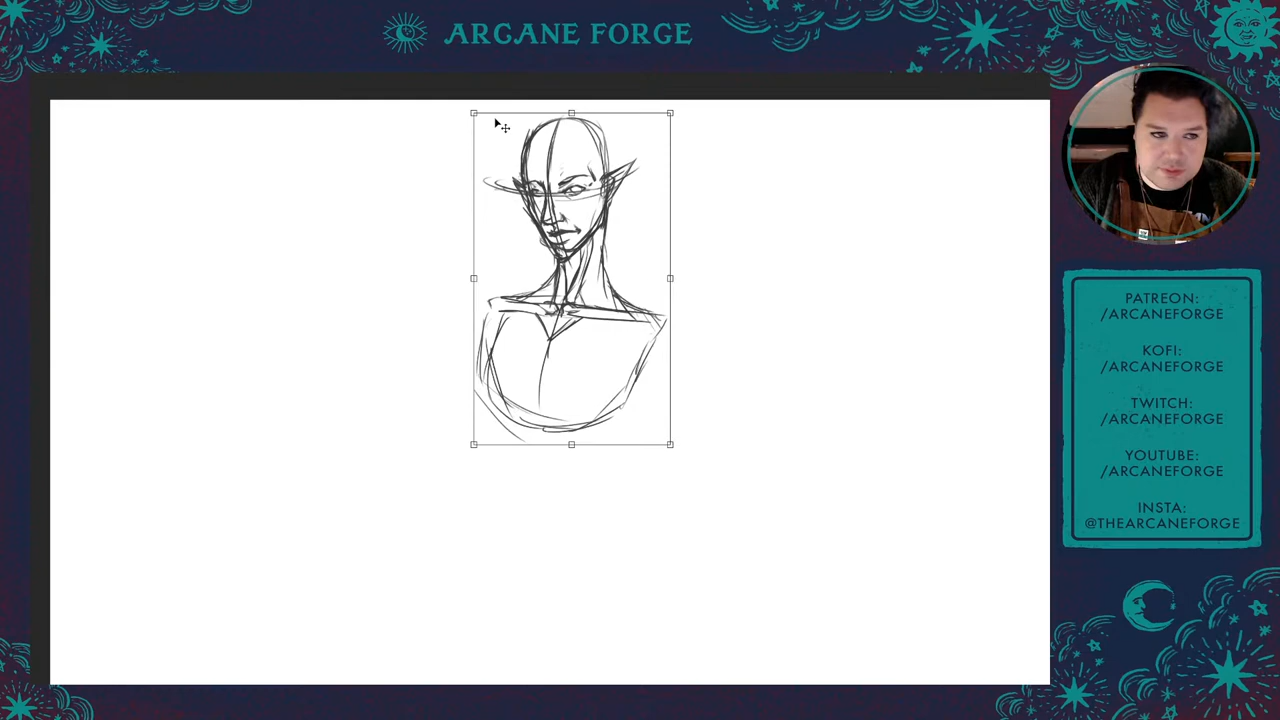 ARCANE FORGE
PATREON:
/ARCANEFORGE
KOFI:
/ARCANEFORGE
TWITCH:
/ARCANEFORGE
YOUTUBE:
/ARCANEFORGE
INSTA:
@THEARCANEFORGE